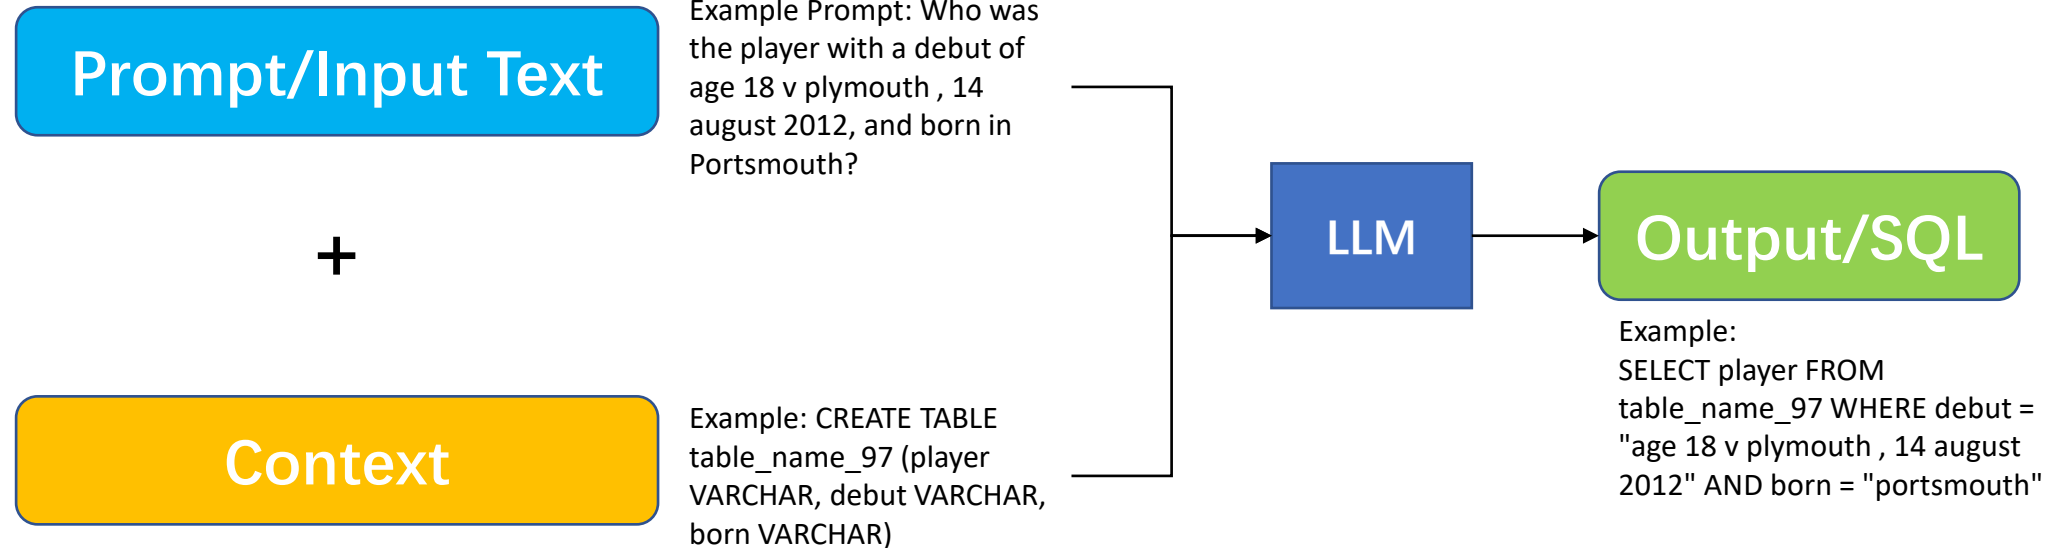 Prompt/Input Text
Example Prompt: Who was
the player with a debut of
age 18 v plymouth , 14
august 2012, and born in
Portsmouth?
+
Context
Example: CREATE TABLE
table_name_97 (player
VARCHAR, debut VARCHAR,
born VARCHAR)
LLM
Output/SQL
Example:
SELECT player FROM
table_name_97 WHERE debut =
"age 18 v plymouth , 14 august
2012" AND born = "portsmouth"